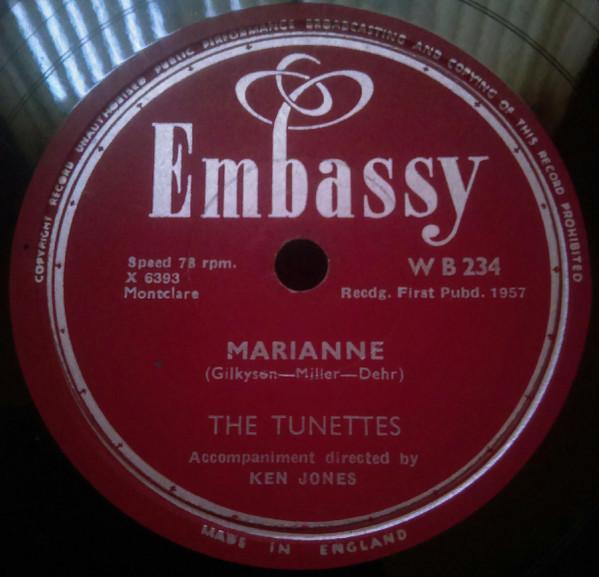 COPYRIGHT RECORD UNAUTHORISED PUBLIC PERFORMANCE BROADCASTING AND COPYING OF THIS RECORD PROHIBITED
Embassy
Speed 78 rpm.
X 6393
Montclare
WB 234
Recdg. First Pubd. 1957
MARIANNE
(Gilkyson—Miller—Dehr)
THE TUNETTES
Accompaniment directed by
KEN JONES
MADE IN ENGLAND